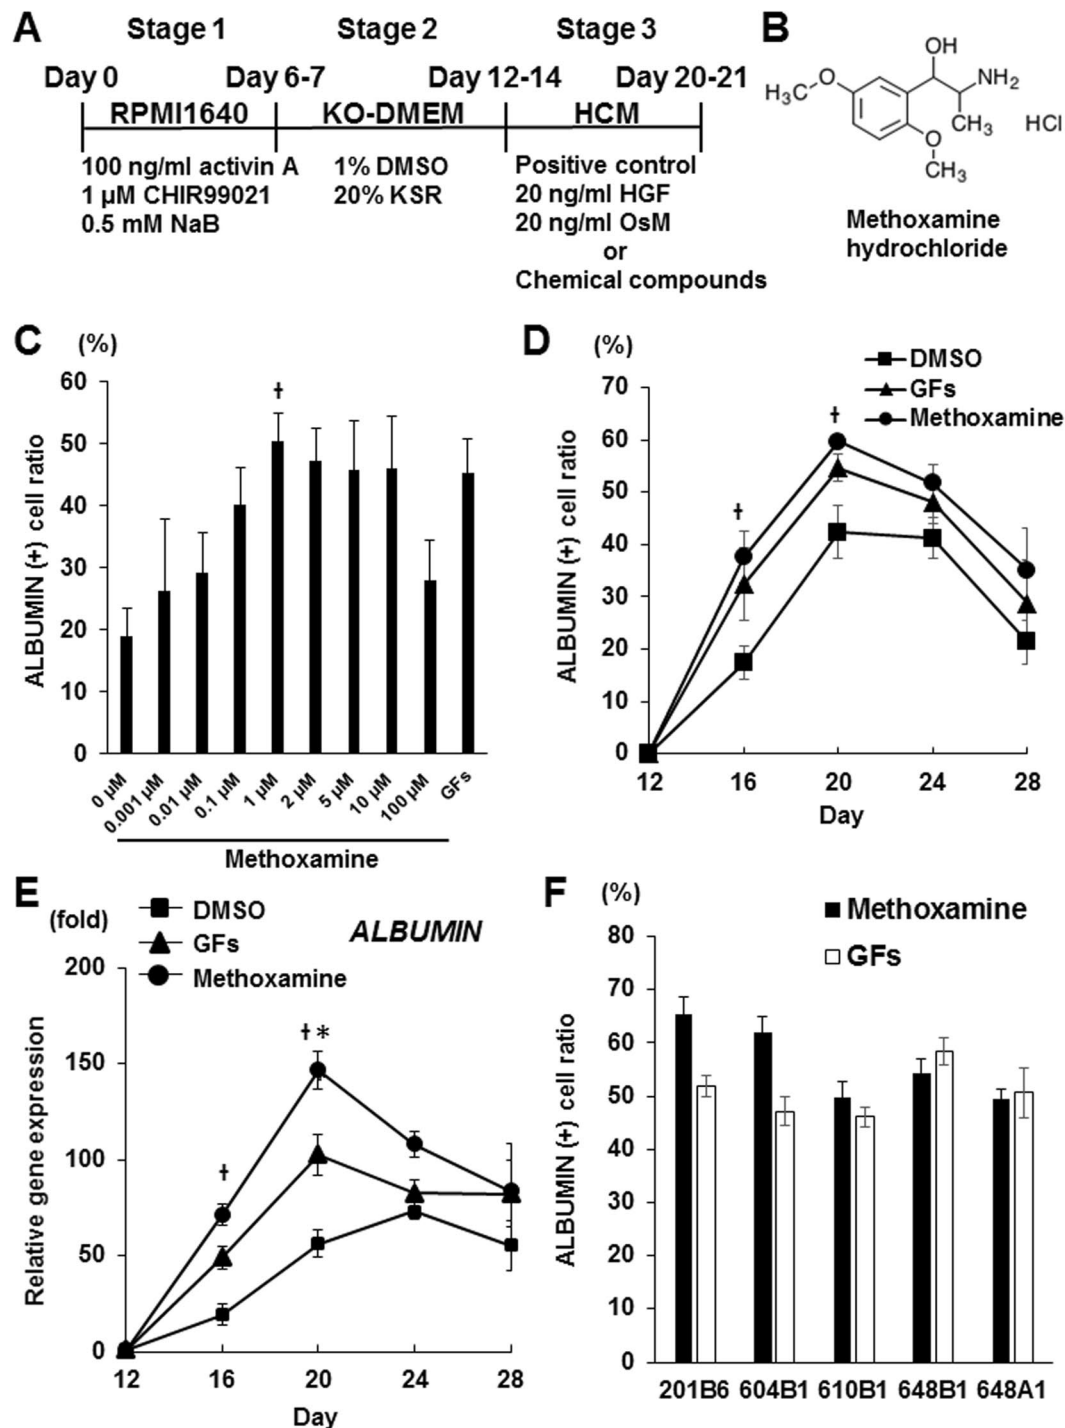 A
Stage 1 Stage 2 Stage 3
Day 0 Day 6-7 Day 12-14 Day 20-21
RPMI1640 KO-DMEM HCM
100 ng/ml activin A
1 µM CHIR99021
0.5 mM NaB
1% DMSO
20% KSR
Positive control
20 ng/ml HGF
20 ng/ml OsM
or
Chemical compounds
B
OH
O
H₃C
NH₂
CH₃
HCl
O
CH₃
Methoxamine
hydrochloride
C
(%)
ALBUMIN (+) cell ratio
60
50
40
30
20
10
0
†
0 µM 0.001 µM 0.01 µM 0.1 µM 1 µM 2 µM 5 µM 10 µM 100 µM GFs
Methoxamine
D
(%)
DMSO
GFs
Methoxamine
ALBUMIN (+) cell ratio
70
60
50
40
30
20
10
0
†
†
12 16 20 24 28
Day
E
(fold)
DMSO
GFs
Methoxamine
ALBUMIN
Relative gene expression
200
150
100
50
0
†
† *
12 16 20 24 28
Day
F
(%)
Methoxamine
GFs
ALBUMIN (+) cell ratio
80
70
60
50
40
30
20
10
0
201B6 604B1 610B1 648B1 648A1